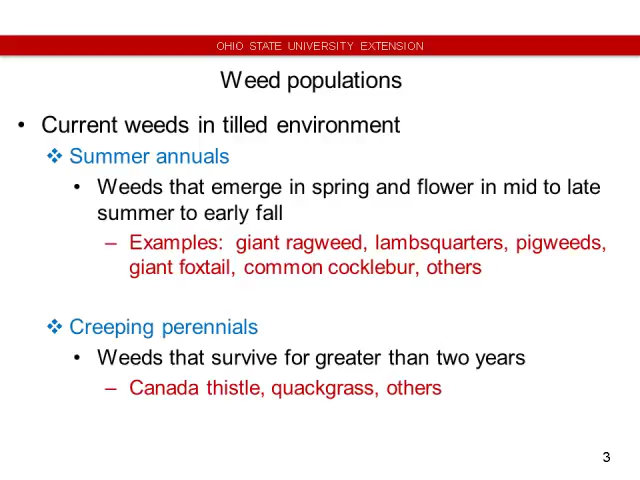 OHIO STATE UNIVERSITY EXTENSION
Weed populations
• Current weeds in tilled environment
❖ Summer annuals
• Weeds that emerge in spring and flower in mid to late
summer to early fall
– Examples: giant ragweed, lambsquarters, pigweeds,
giant foxtail, common cocklebur, others
❖ Creeping perennials
• Weeds that survive for greater than two years
– Canada thistle, quackgrass, others
3